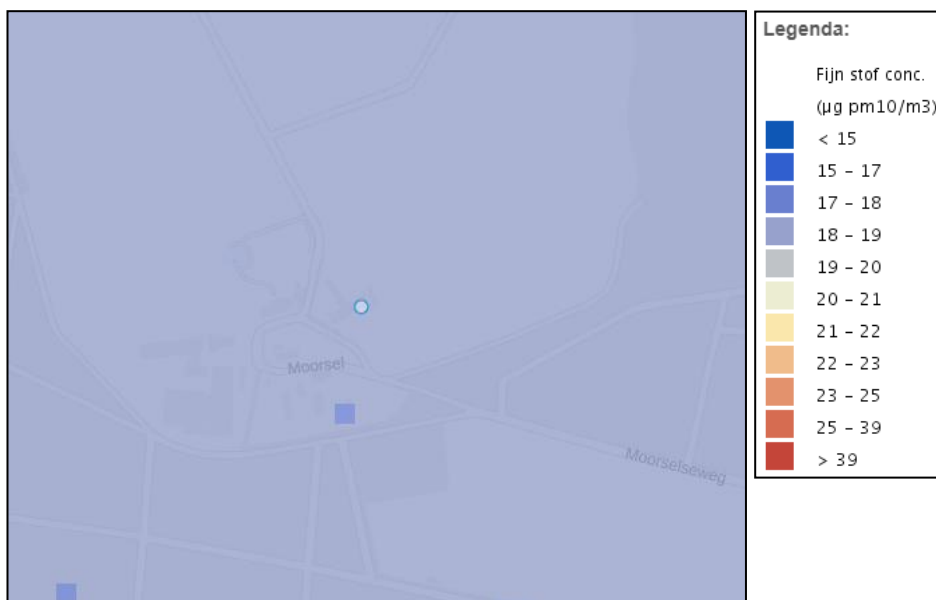 Legenda:
Fijn stof conc.
(µg pm10/m3)
< 15
15 – 17
17 – 18
18 – 19
19 – 20
20 – 21
21 – 22
22 – 23
23 – 25
25 – 39
> 39
Moorsel
Moorselseweg